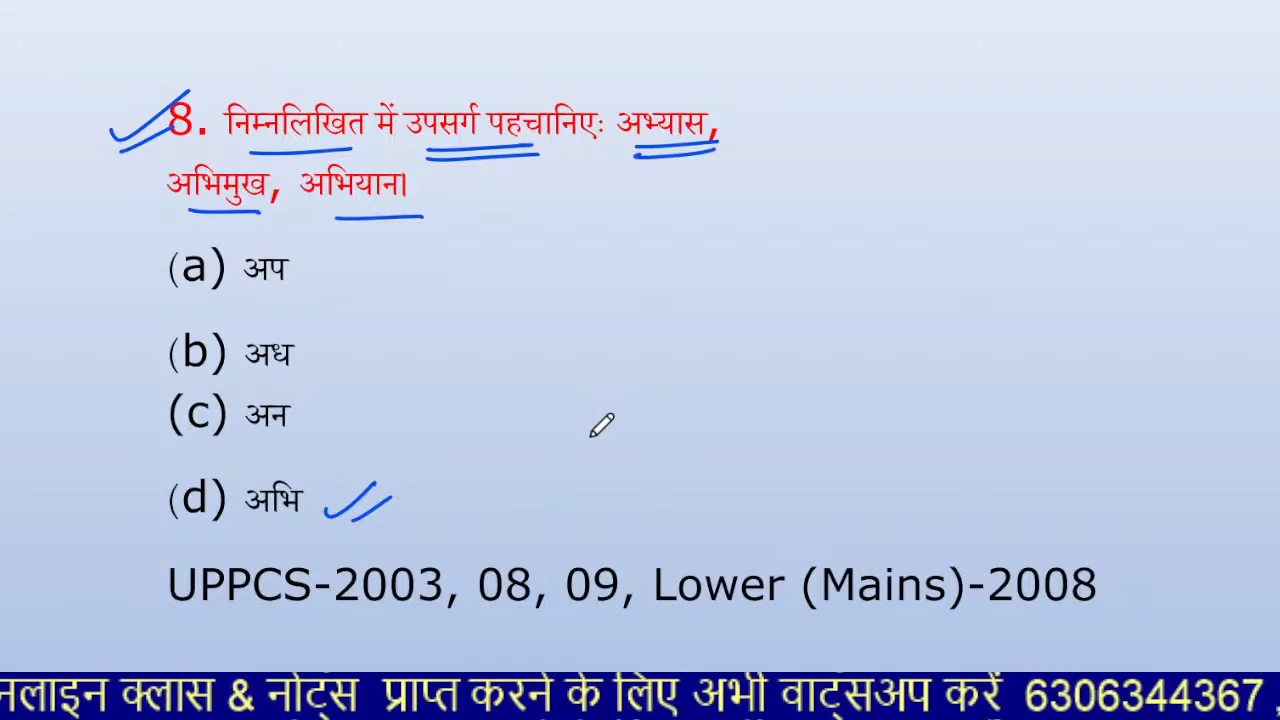 8. निम्नलिखित में उपसर्ग पहचानिएः अभ्यास,
अभिमुख, अभियान।
(a) अप
(b) अध
(c) अन
(d) अभि
UPPCS-2003, 08, 09, Lower (Mains)-2008
नलाइन क्लास & नोट्स प्राप्त करने के लिए अभी वाट्सअप करें 6306344367